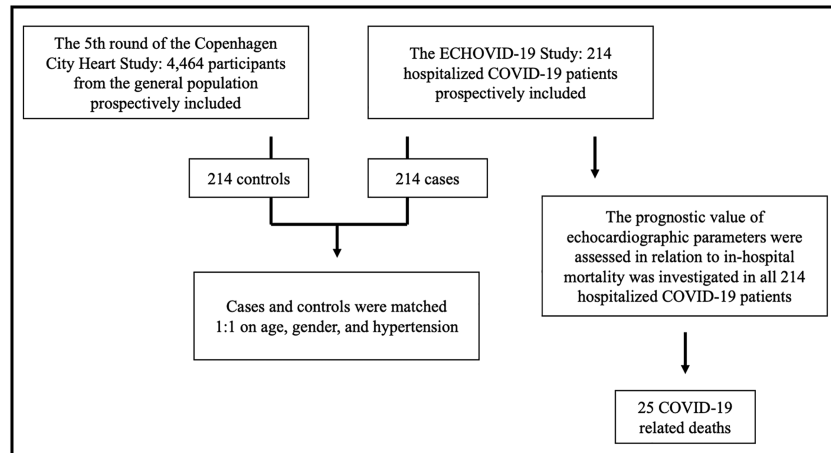 The 5th round of the Copenhagen
City Heart Study: 4,464 participants
from the general population
prospectively included
The ECHOVID-19 Study: 214
hospitalized COVID-19 patients
prospectively included
214 controls
214 cases
Cases and controls were matched
1:1 on age, gender, and hypertension
The prognostic value of
echocardiographic parameters were
assessed in relation to in-hospital
mortality was investigated in all 214
hospitalized COVID-19 patients
25 COVID-19
related deaths